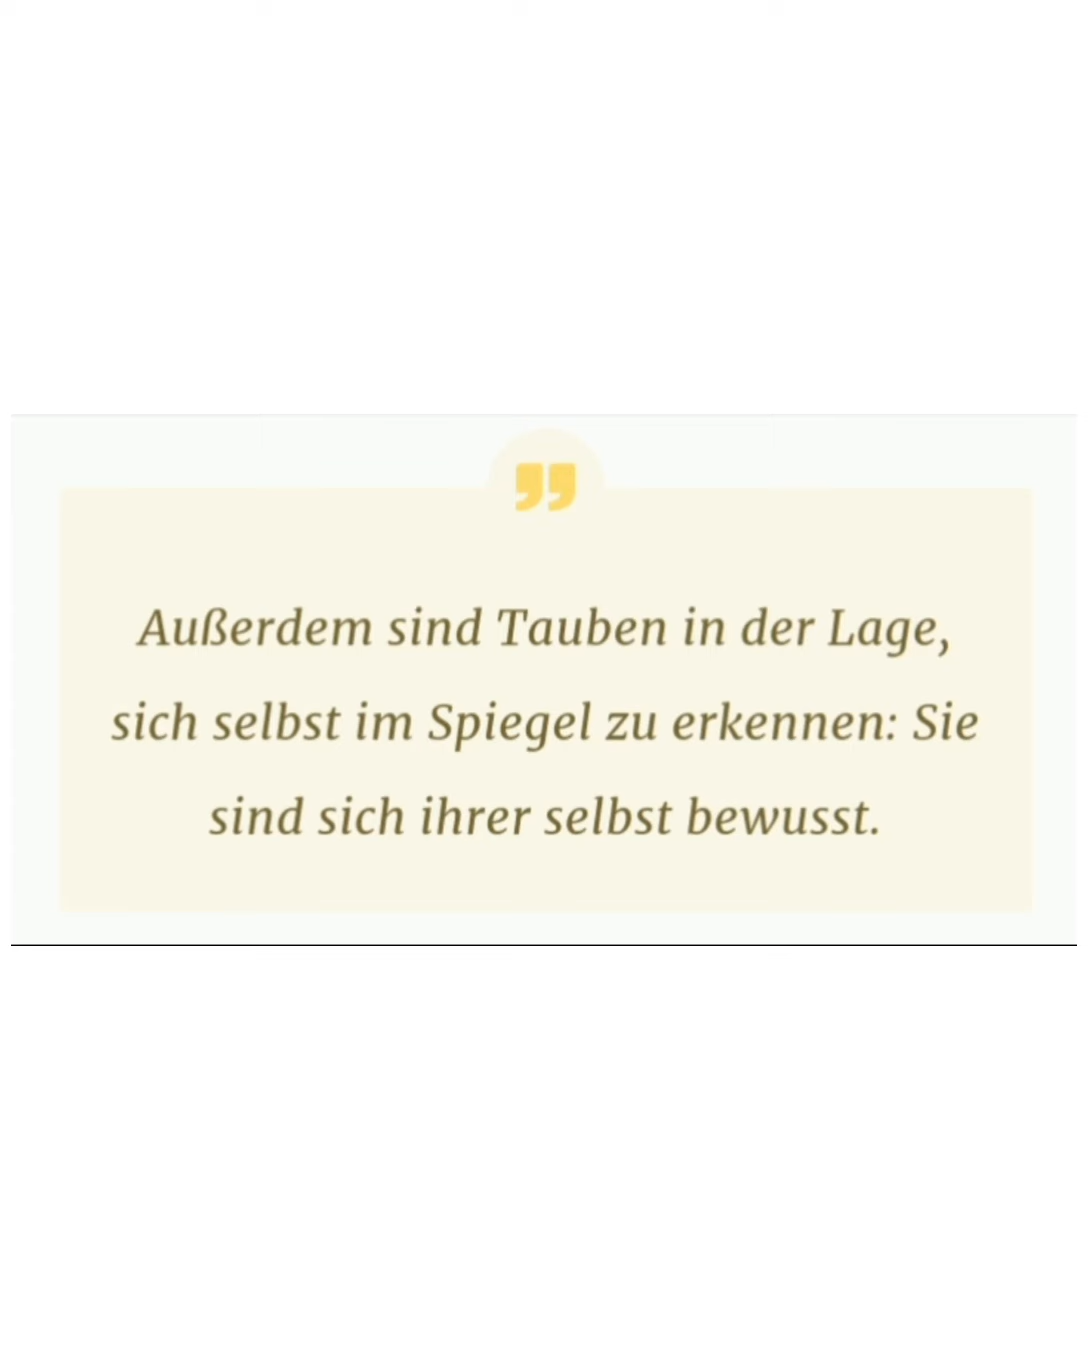 ”
Außerdem sind Tauben in der Lage,
sich selbst im Spiegel zu erkennen: Sie
sind sich ihrer selbst bewusst.